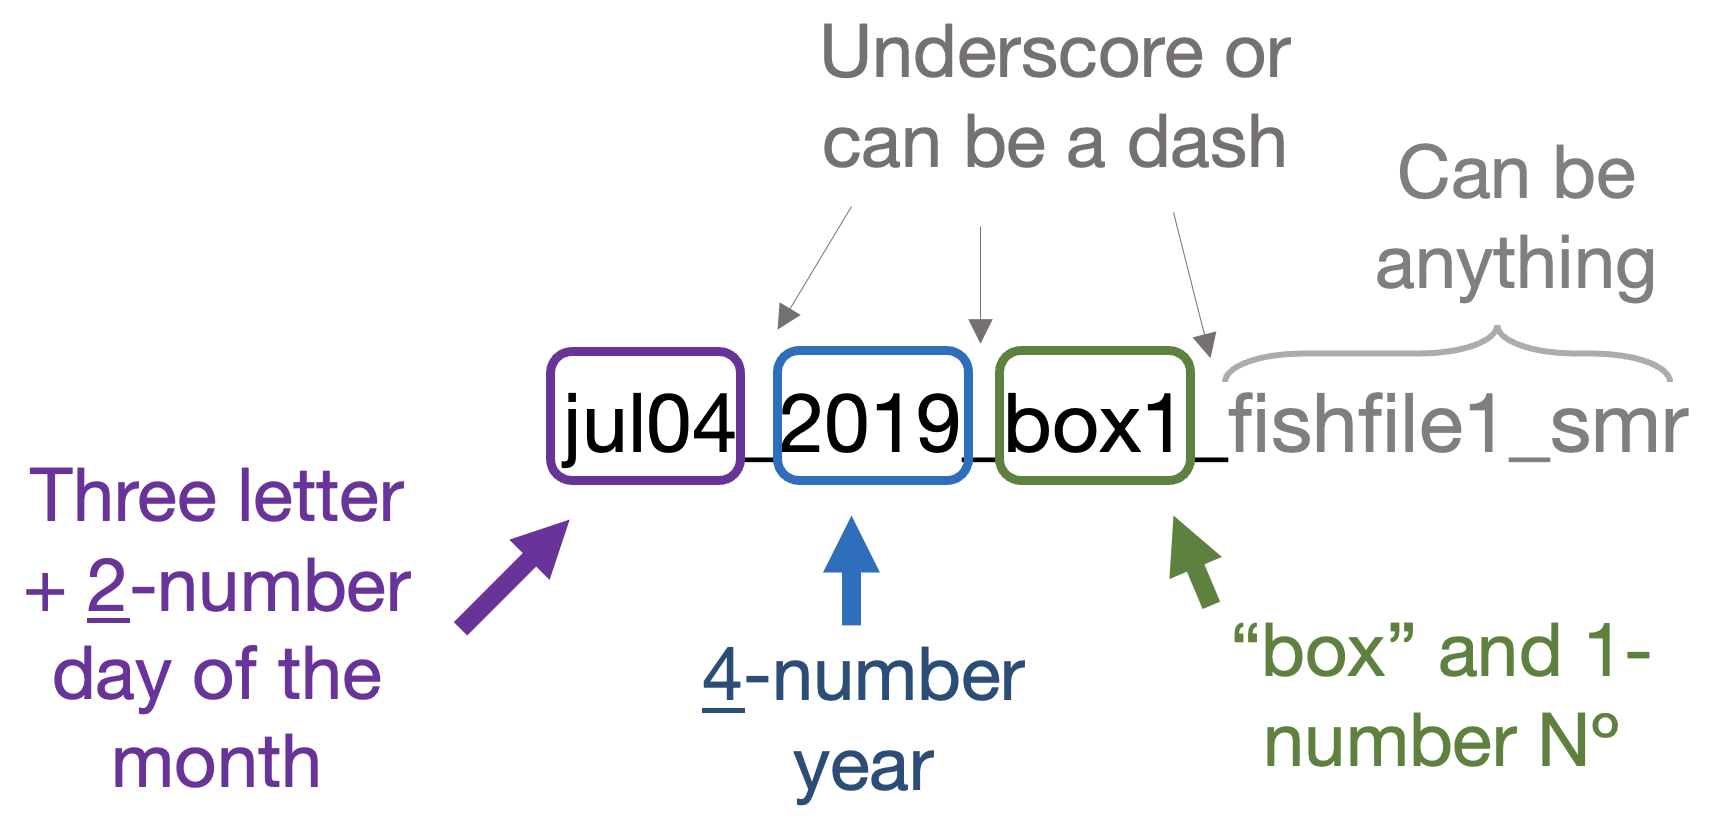 Underscore or
can be a dash
Can be
anything
jul04_2019_box1_fishfile1_smr
Three letter
+ 2-number
day of the
month
4-number
year
“box” and 1-
number Nº